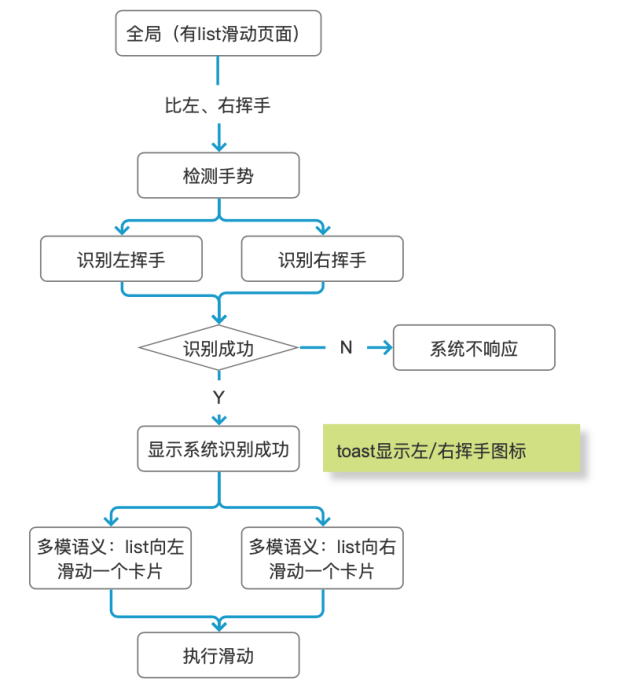 全局（有list滑动页面）
比左、右挥手
检测手势
识别左挥手
识别右挥手
识别成功
N
系统不响应
Y
显示系统识别成功
toast显示左/右挥手图标
多模语义：list向左
滑动一个卡片
多模语义：list向右
滑动一个卡片
执行滑动